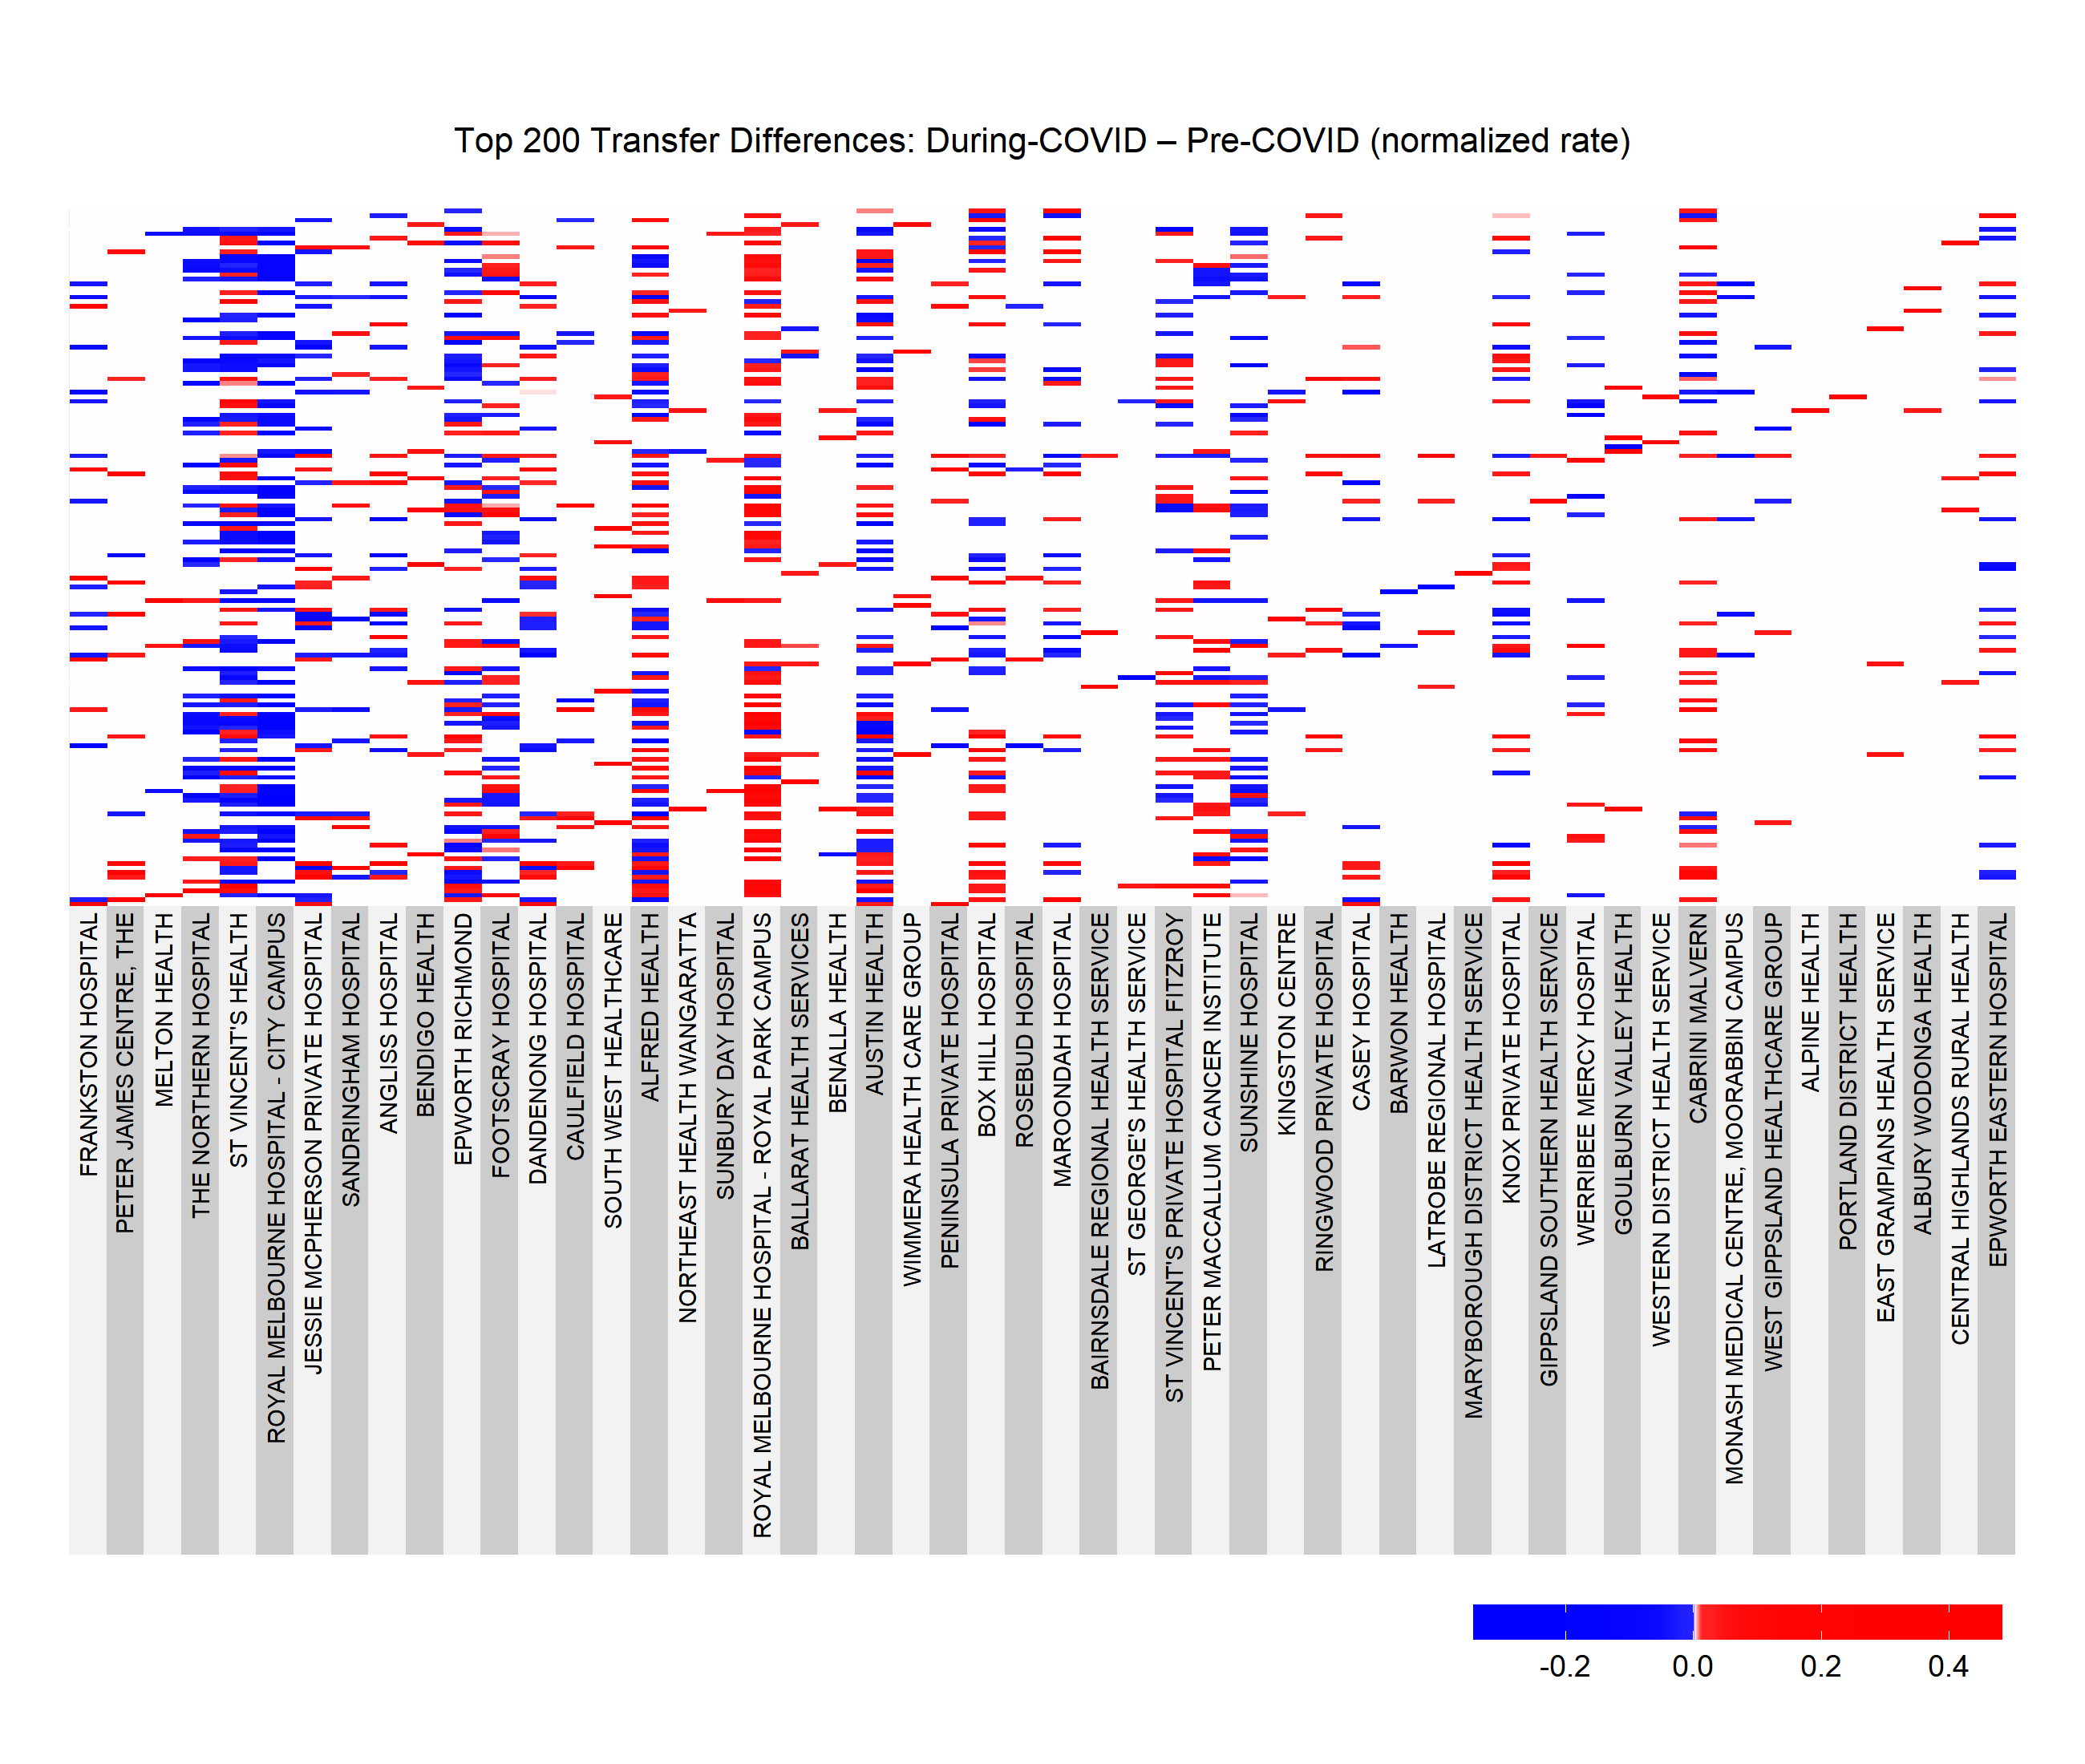 Top 200 Transfer Differences: During-COVID – Pre-COVID (normalized rate)
FRANKSTON HOSPITAL
PETER JAMES CENTRE, THE
MELTON HEALTH
THE NORTHERN HOSPITAL
ST VINCENT'S HEALTH
ROYAL MELBOURNE HOSPITAL - CITY CAMPUS
JESSIE MCPHERSON PRIVATE HOSPITAL
SANDRINGHAM HOSPITAL
ANGLISS HOSPITAL
BENDIGO HEALTH
EPWORTH RICHMOND
FOOTSCRAY HOSPITAL
DANDENONG HOSPITAL
CAULFIELD HOSPITAL
SOUTH WEST HEALTHCARE
ALFRED HEALTH
NORTHEAST HEALTH WANGARATTA
SUNBURY DAY HOSPITAL
ROYAL MELBOURNE HOSPITAL - ROYAL PARK CAMPUS
BALLARAT HEALTH SERVICES
BENALLA HEALTH
AUSTIN HEALTH
WIMMERA HEALTH CARE GROUP
PENINSULA PRIVATE HOSPITAL
BOX HILL HOSPITAL
ROSEBUD HOSPITAL
MAROONDAH HOSPITAL
BAIRNSDALE REGIONAL HEALTH SERVICE
ST GEORGE'S HEALTH SERVICE
ST VINCENT'S PRIVATE HOSPITAL FITZROY
PETER MACCALLUM CANCER INSTITUTE
SUNSHINE HOSPITAL
KINGSTON CENTRE
RINGWOOD PRIVATE HOSPITAL
CASEY HOSPITAL
BARWON HEALTH
LATROBE REGIONAL HOSPITAL
MARYBOROUGH DISTRICT HEALTH SERVICE
KNOX PRIVATE HOSPITAL
GIPPSLAND SOUTHERN HEALTH SERVICE
WERRIBEE MERCY HOSPITAL
GOULBURN VALLEY HEALTH
WESTERN DISTRICT HEALTH SERVICE
CABRINI MALVERN
MONASH MEDICAL CENTRE, MOORABBIN CAMPUS
WEST GIPPSLAND HEALTHCARE GROUP
ALPINE HEALTH
PORTLAND DISTRICT HEALTH
EAST GRAMPIANS HEALTH SERVICE
ALBURY WODONGA HEALTH
CENTRAL HIGHLANDS RURAL HEALTH
EPWORTH EASTERN HOSPITAL
-0.2 0.0 0.2 0.4